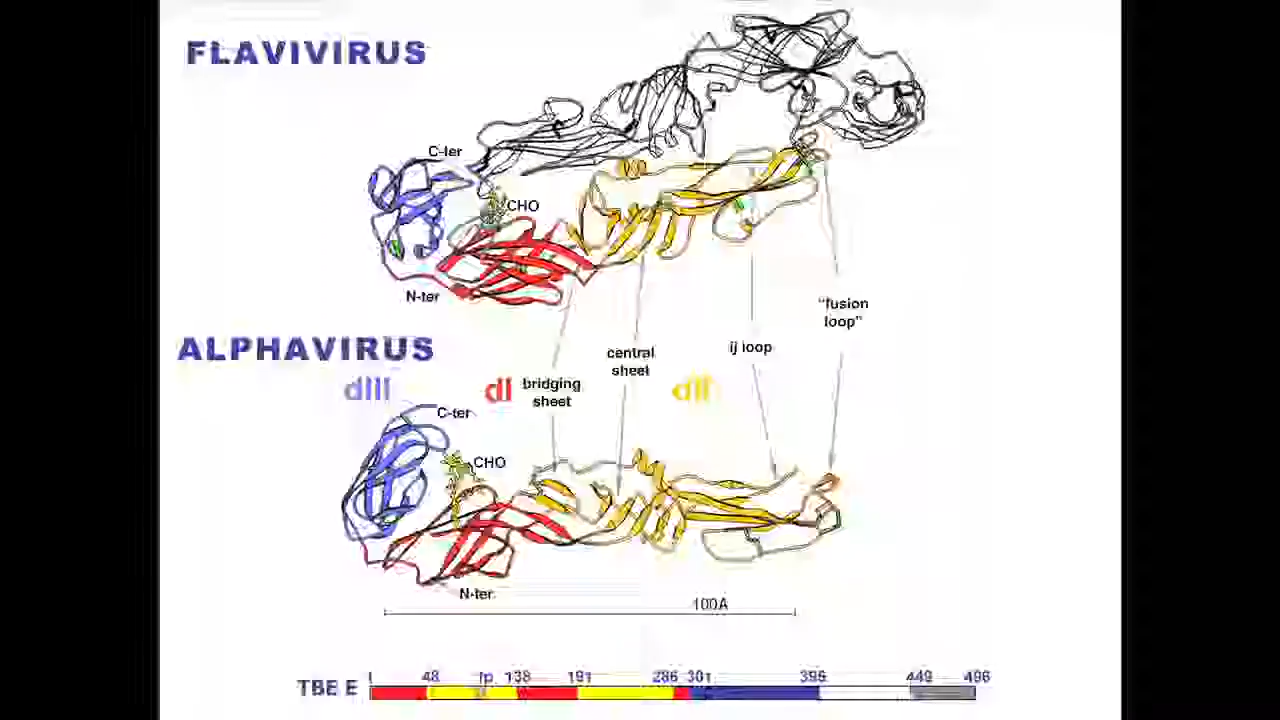 FLAVIVIRUS
C-ter
CHO
N-ter
"fusion
loop"
ALPHAVIRUS
central
sheet
ij loop
dIII
dI
bridging
sheet
dII
C-ter
CHO
N-ter
100A
TBE E
1 48 fp 138 191 286 301 395 449 496